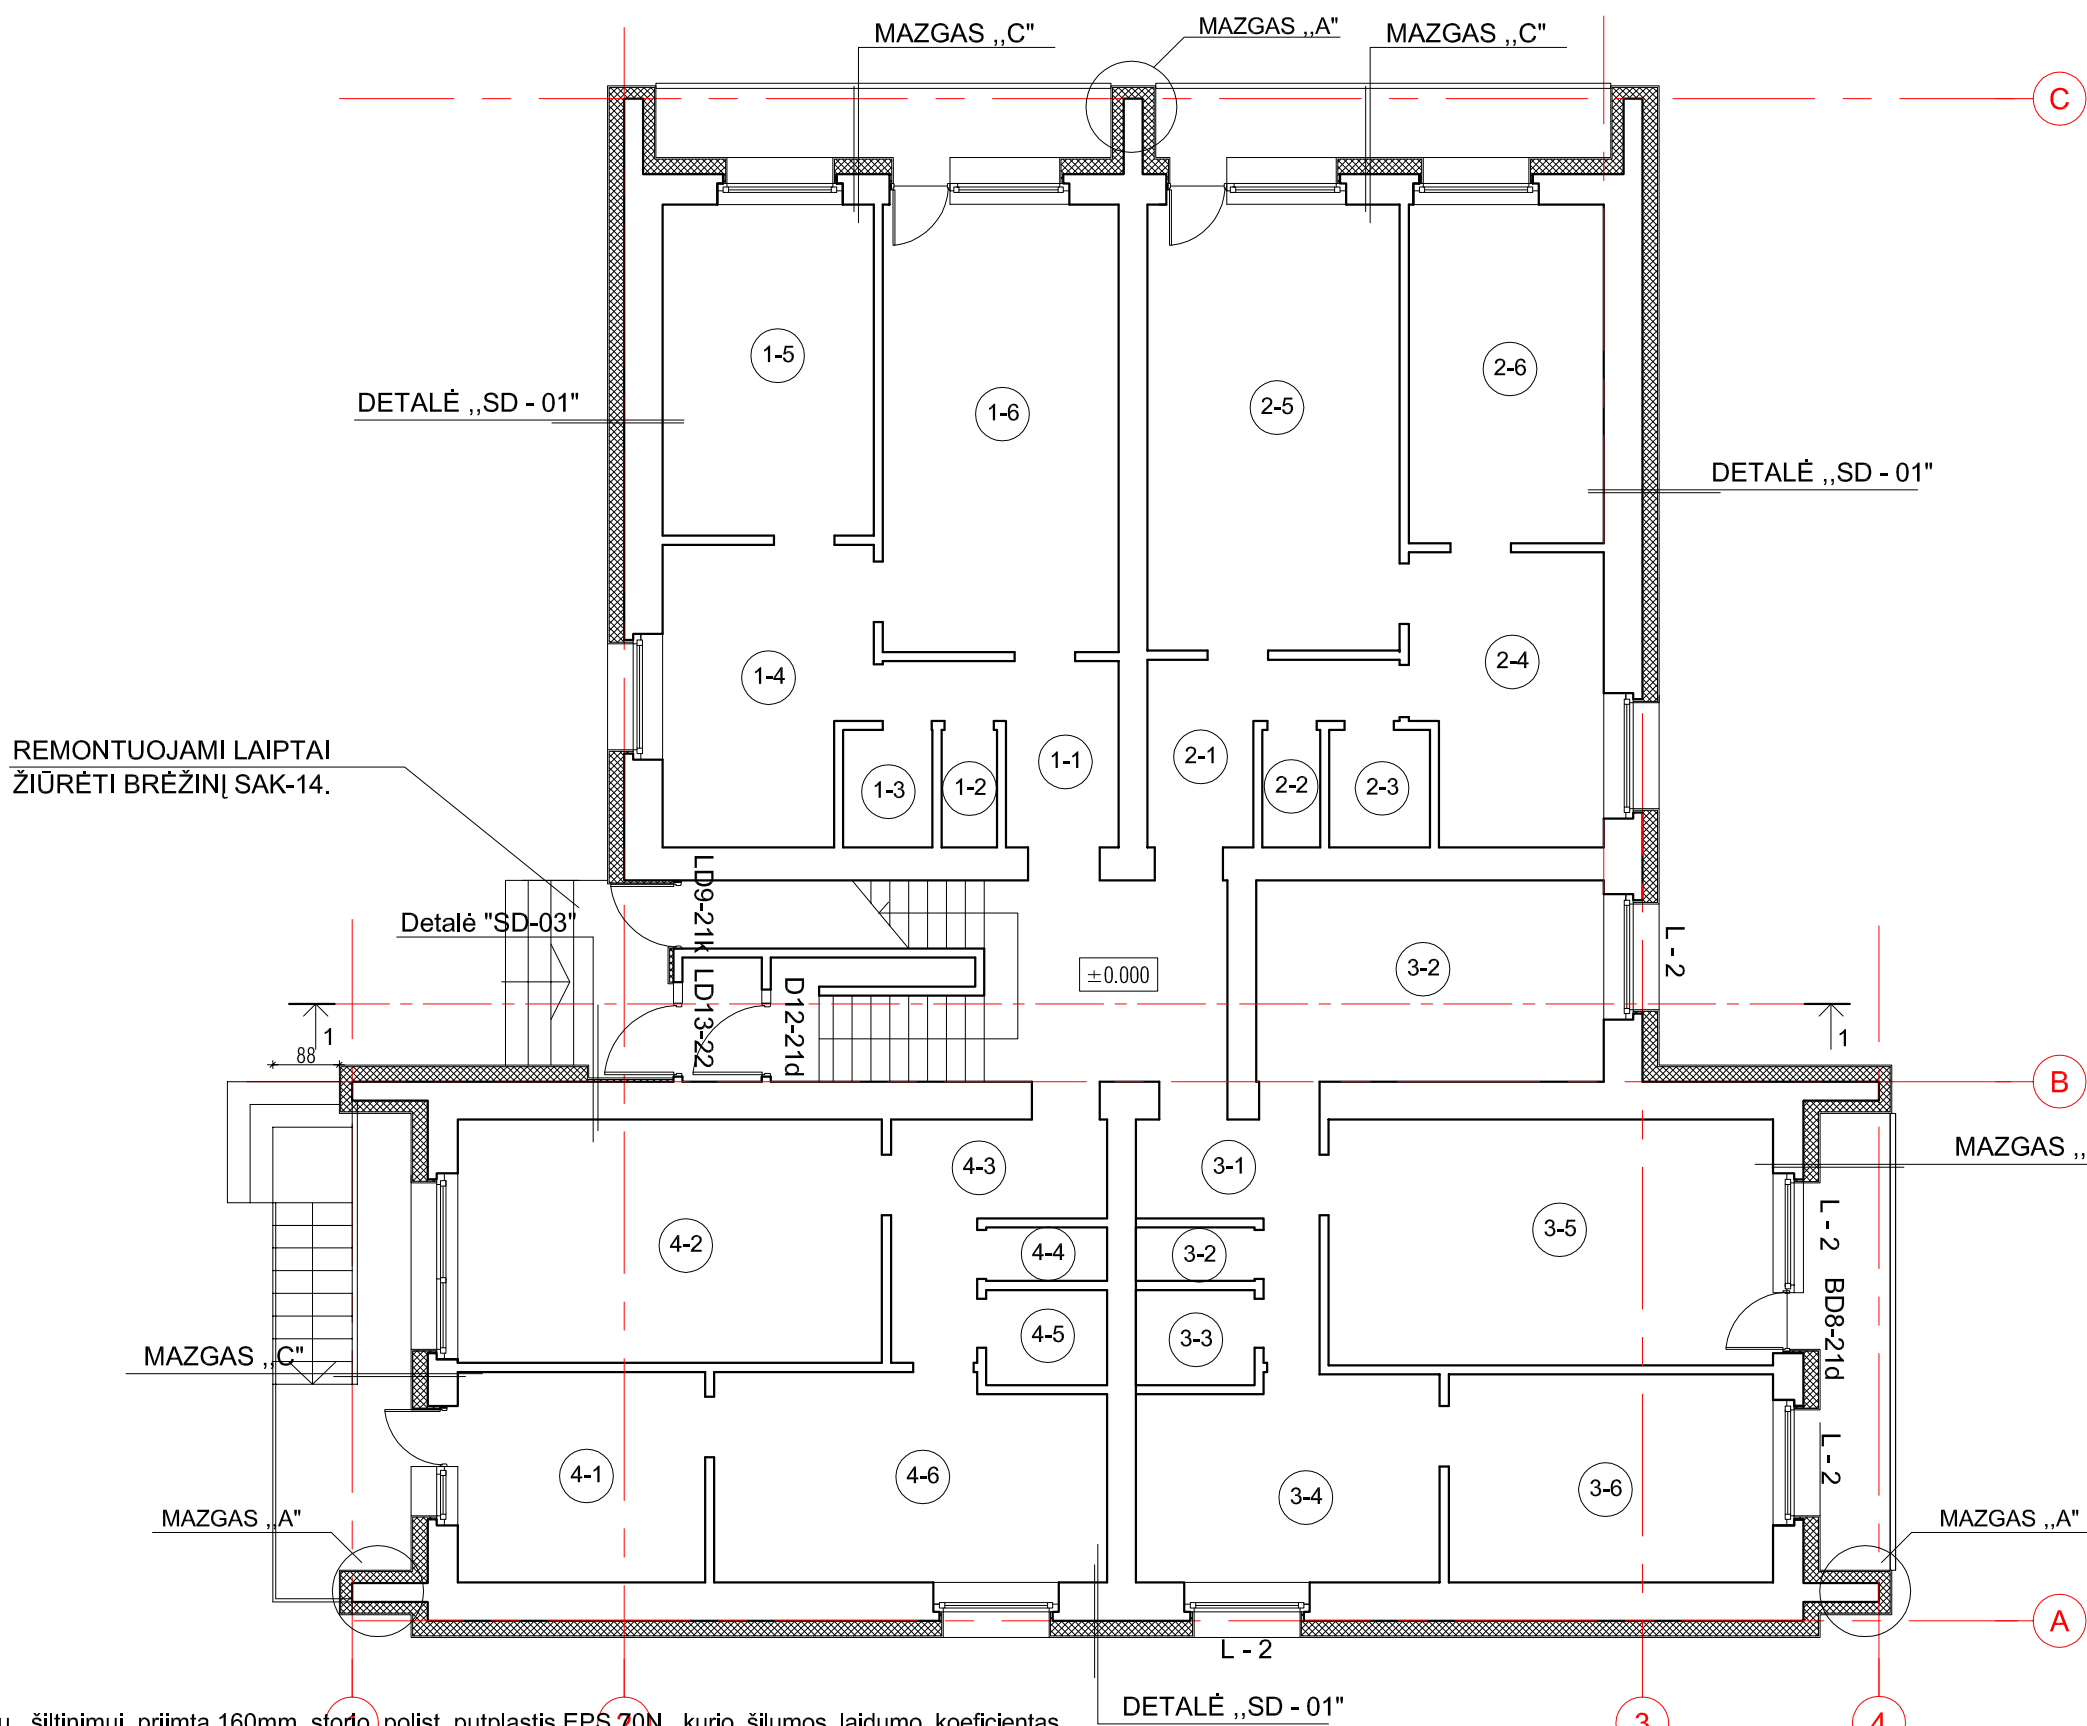 MAZGAS ,,C"
MAZGAS ,,A"
MAZGAS ,,C"
C
1-5
1-6
2-5
2-6
DETALĖ ,,SD - 01"
DETALĖ ,,SD - 01"
1-4
2-4
REMONTUOJAMI LAIPTAI
ŽIŪRĖTI BRĖŽINĮ SAK-14.
1-3
1-2
1-1
2-1
2-2
2-3
LD9-21k
Detalė "SD-03"
3-2
L - 2
±0.000
LD13-22
D12-21d
1
1
88
B
MAZGAS ,,
4-3
3-1
4-2
4-4
3-2
3-5
L - 2
BD8-21d
4-5
3-3
MAZGAS ,,C"
4-1
4-6
3-4
3-6
L - 2
MAZGAS ,,A"
MAZGAS ,,A"
A
L - 2
DETALĖ ,,SD - 01"
1
2
3
4
šiltinimui priimta 160mm storio polist. putplastis EPS 70N, kurio šilumos laidumo koeficientas